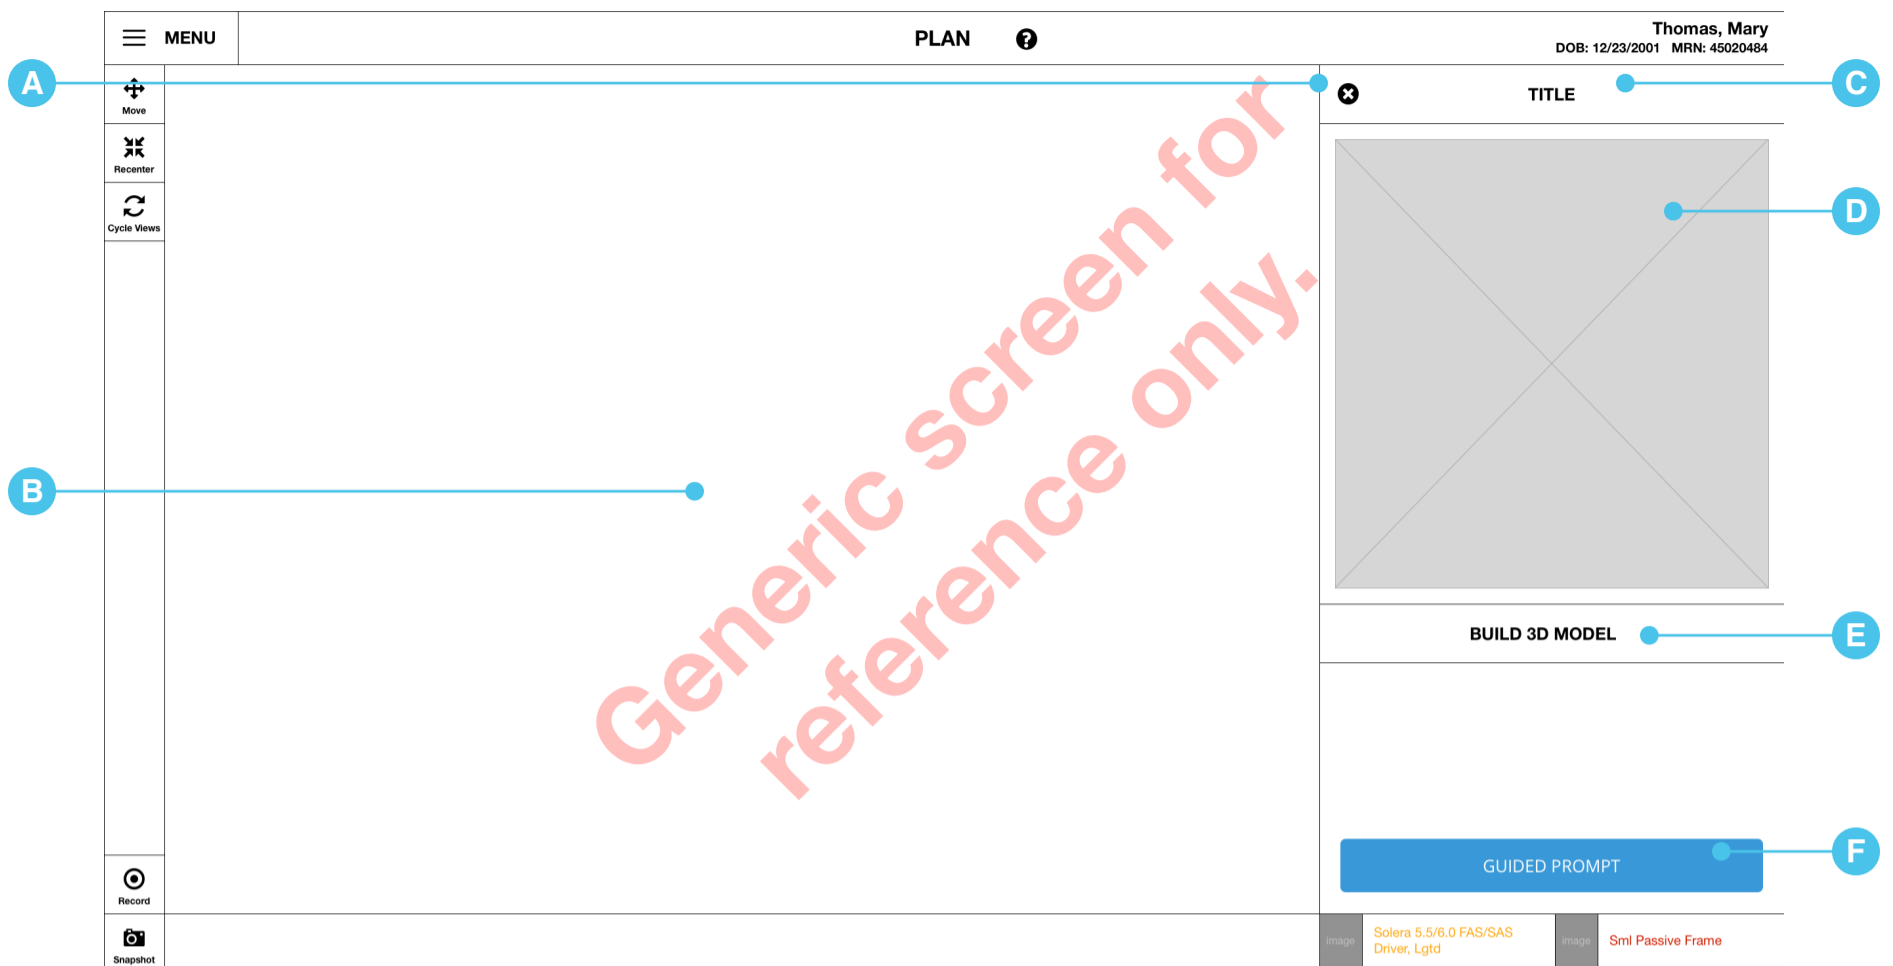 MENU
PLAN
?
Thomas, Mary
DOB: 12/23/2001 MRN: 45020484
A
Move
TITLE
C
Recenter
Cycle Views
D
Generic screen for
reference only.
B
BUILD 3D MODEL
E
GUIDED PROMPT
F
Record
Snapshot
image
Solera 5.5/6.0 FAS/SAS
Driver, Lgtd
image
Sml Passive Frame